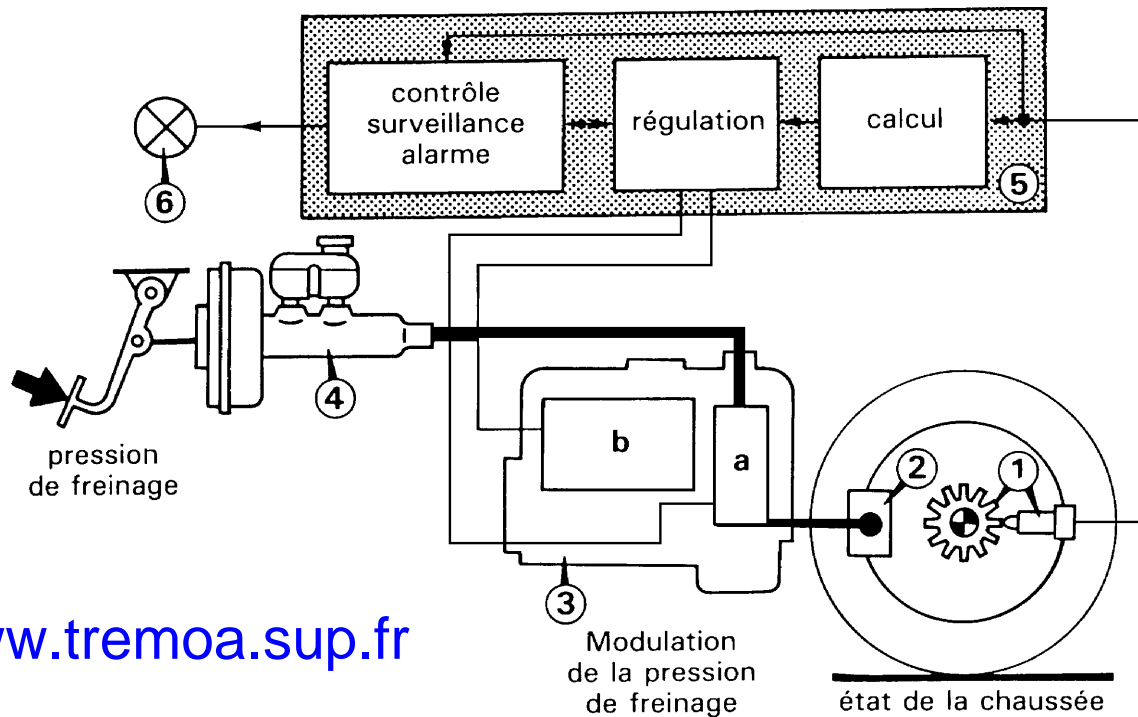 contrôle
surveillance
alarme
régulation
calcul
5
6
4
pression
de freinage
b
a
2
1
3
ww.tremoa.sup.fr
Modulation
de la pression
de freinage
état de la chaussée